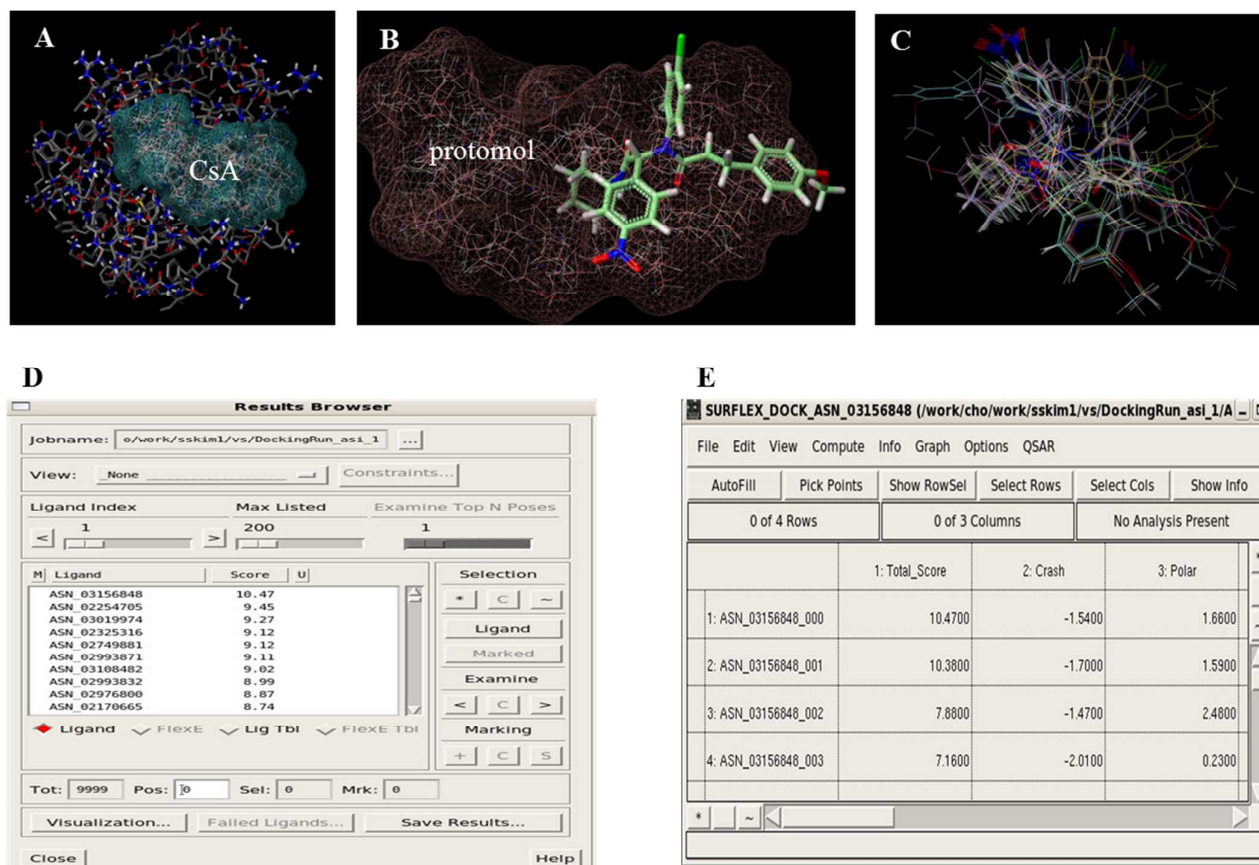 A
CsA
B
protomol
C
D
Results Browser
Jobname: o/work/sskim1/vs/DockingRun_asi_1 ...
View: _None Constraints...
Ligand Index Max Listed Examine Top N Poses
1 200 1
< >
M Ligand Score U
ASN_03156848 10.47
ASN_02254705 9.45
ASN_03019974 9.27
ASN_02325316 9.12
ASN_02749881 9.12
ASN_02993871 9.11
ASN_03108482 9.02
ASN_02993832 8.99
ASN_02976800 8.87
ASN_02170665 8.74
Selection
* C ~
Ligand
Marked
Examine
< C >
Marking
+ C S
Ligand FlexE Lig Tbl FlexE Tbl
Tot: 9999 Pos: 0 Sel: 0 Mrk: 0
Visualization... Failed Ligands... Save Results...
Close Help
E
SURFLEX_DOCK_ASN_03156848 (/work/cho/work/sskim1/vs/DockingRun_asi_1/A
File Edit View Compute Info Graph Options QSAR
AutoFill Pick Points Show RowSel Select Rows Select Cols Show Info
0 of 4 Rows 0 of 3 Columns No Analysis Present
1: Total_Score 2: Crash 3: Polar
1: ASN_03156848_000 10.4700 -1.5400 1.6600
2: ASN_03156848_001 10.3800 -1.7000 1.5900
3: ASN_03156848_002 7.8800 -1.4700 2.4800
4: ASN_03156848_003 7.1600 -2.0100 0.2300
* ~